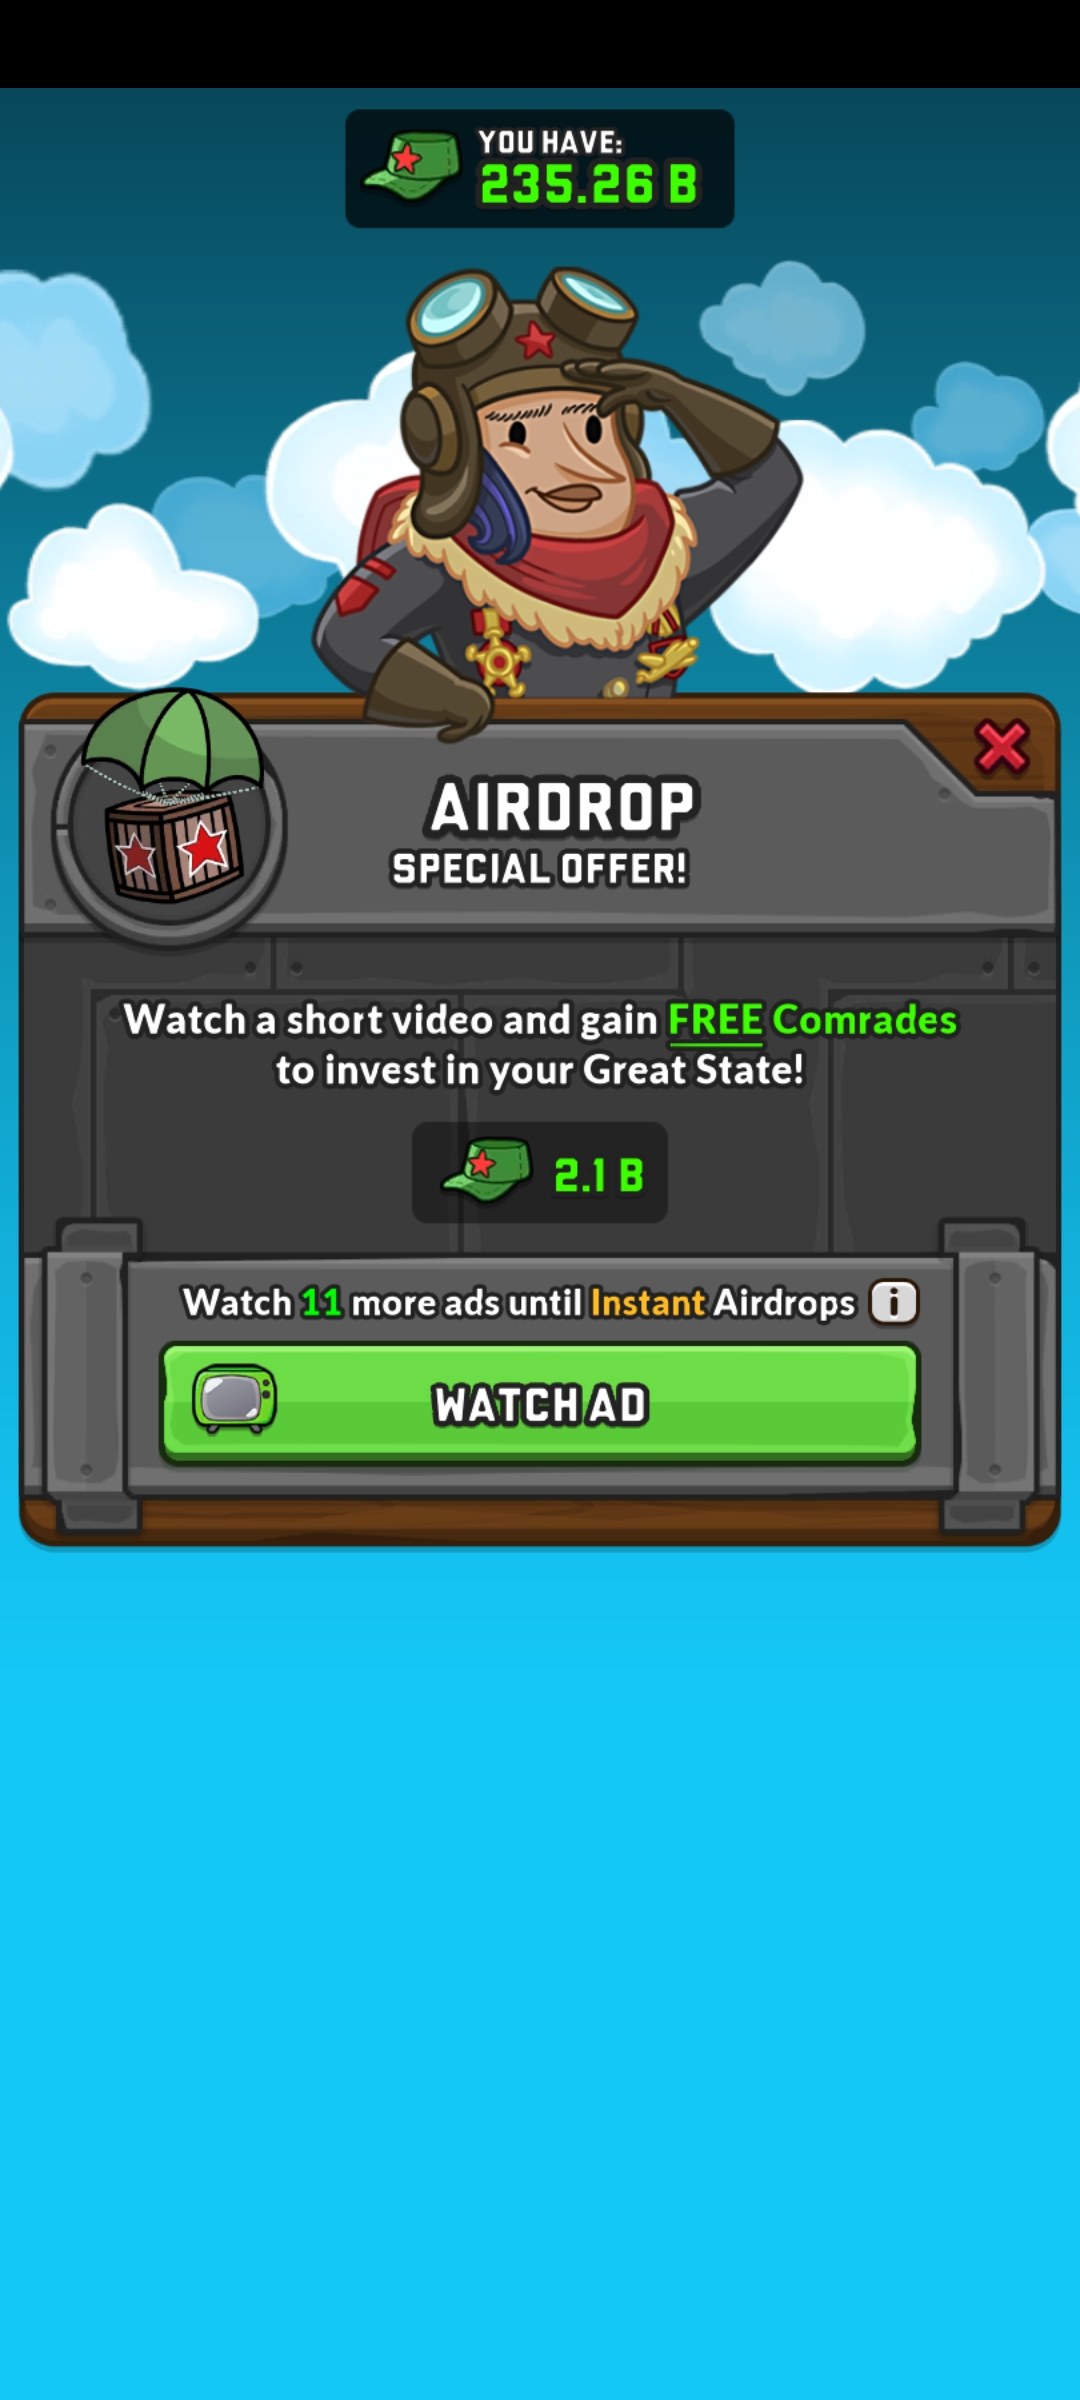 YOU HAVE:
235.26 B
AIRDROP
SPECIAL OFFER!
Watch a short video and gain FREE Comrades
to invest in your Great State!
2.1 B
Watch 11 more ads until Instant Airdrops i
WATCH AD